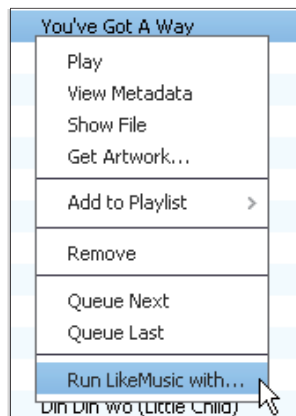 You've Got A Way
Play
View Metadata
Show File
Get Artwork...
Add to Playlist >
Remove
Queue Next
Queue Last
Run LikeMusic with...
Din Din Wo (Little Child)